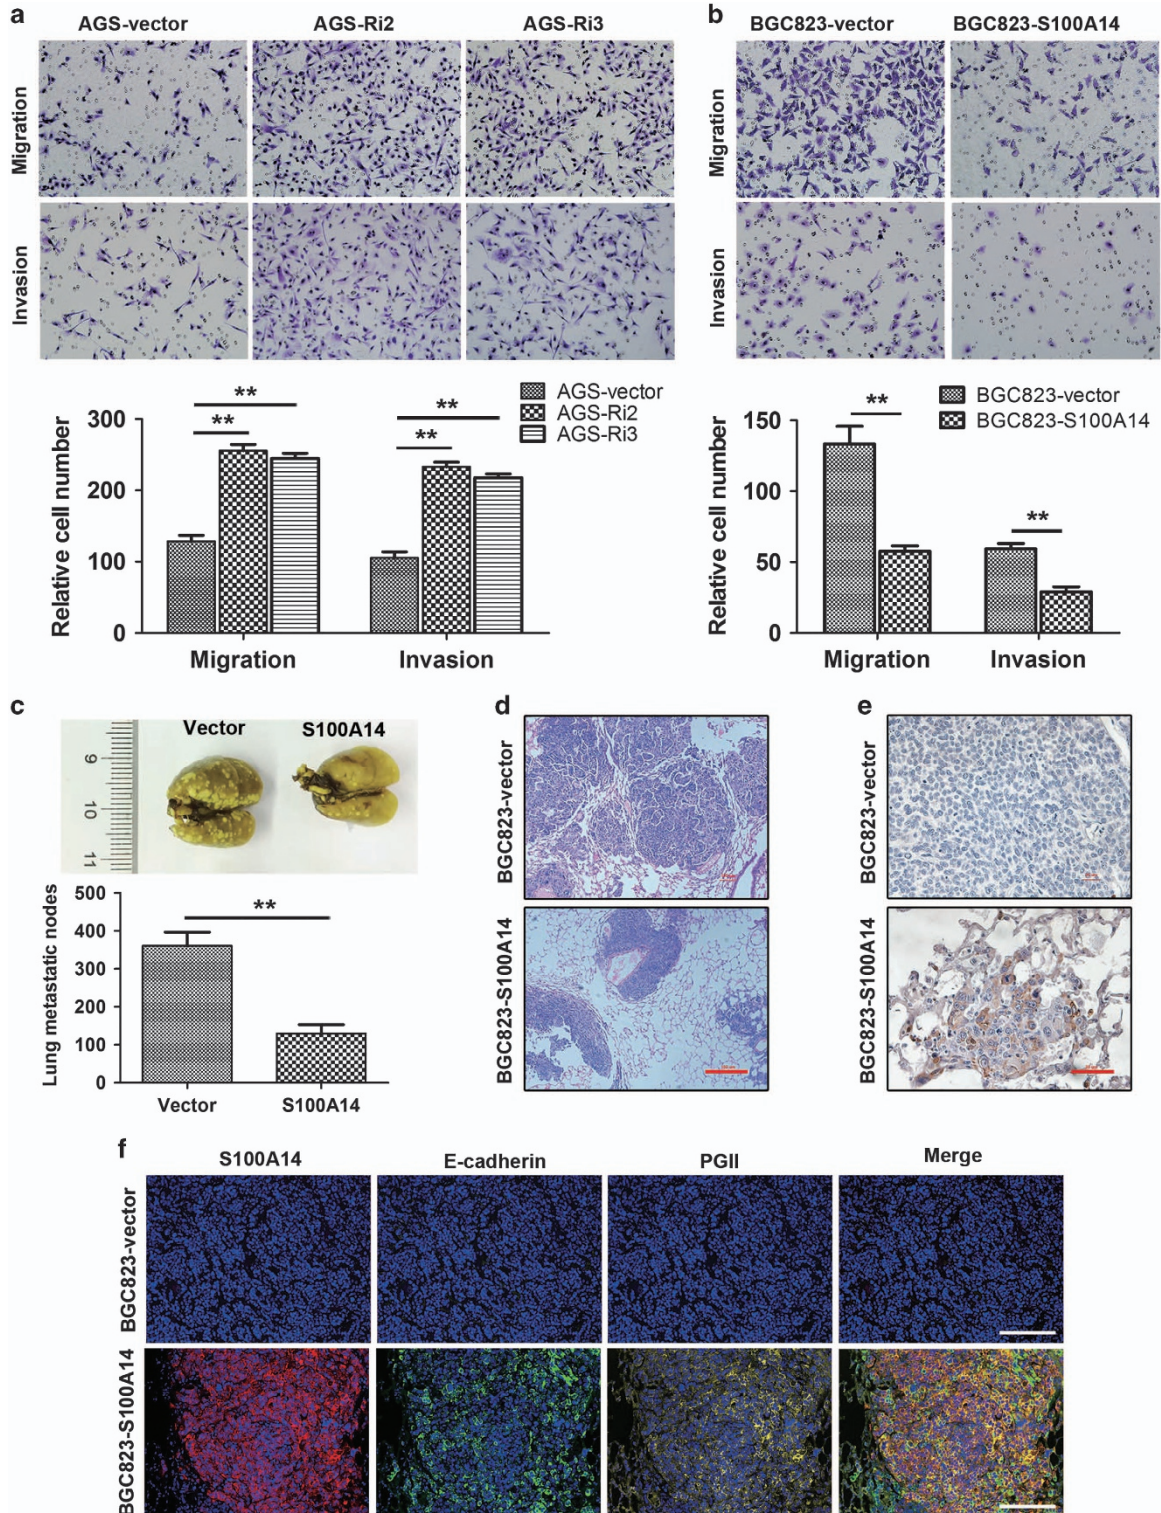 a
AGS-vector
AGS-Ri2
AGS-Ri3
Migration
Invasion
**
**
**
**
AGS-vector
AGS-Ri2
AGS-Ri3
Relative cell number
300
200
100
0
Migration
Invasion
b
BGC823-vector
BGC823-S100A14
Migration
Invasion
**
**
BGC823-vector
BGC823-S100A14
Relative cell number
150
100
50
0
Migration
Invasion
c
Vector
S100A14
9
10
11
**
Lung metastatic nodes
500
400
300
200
100
0
Vector
S100A14
d
BGC823-vector
BGC823-S100A14
e
BGC823-vector
BGC823-S100A14
f
S100A14
E-cadherin
PGII
Merge
BGC823-vector
BGC823-S100A14